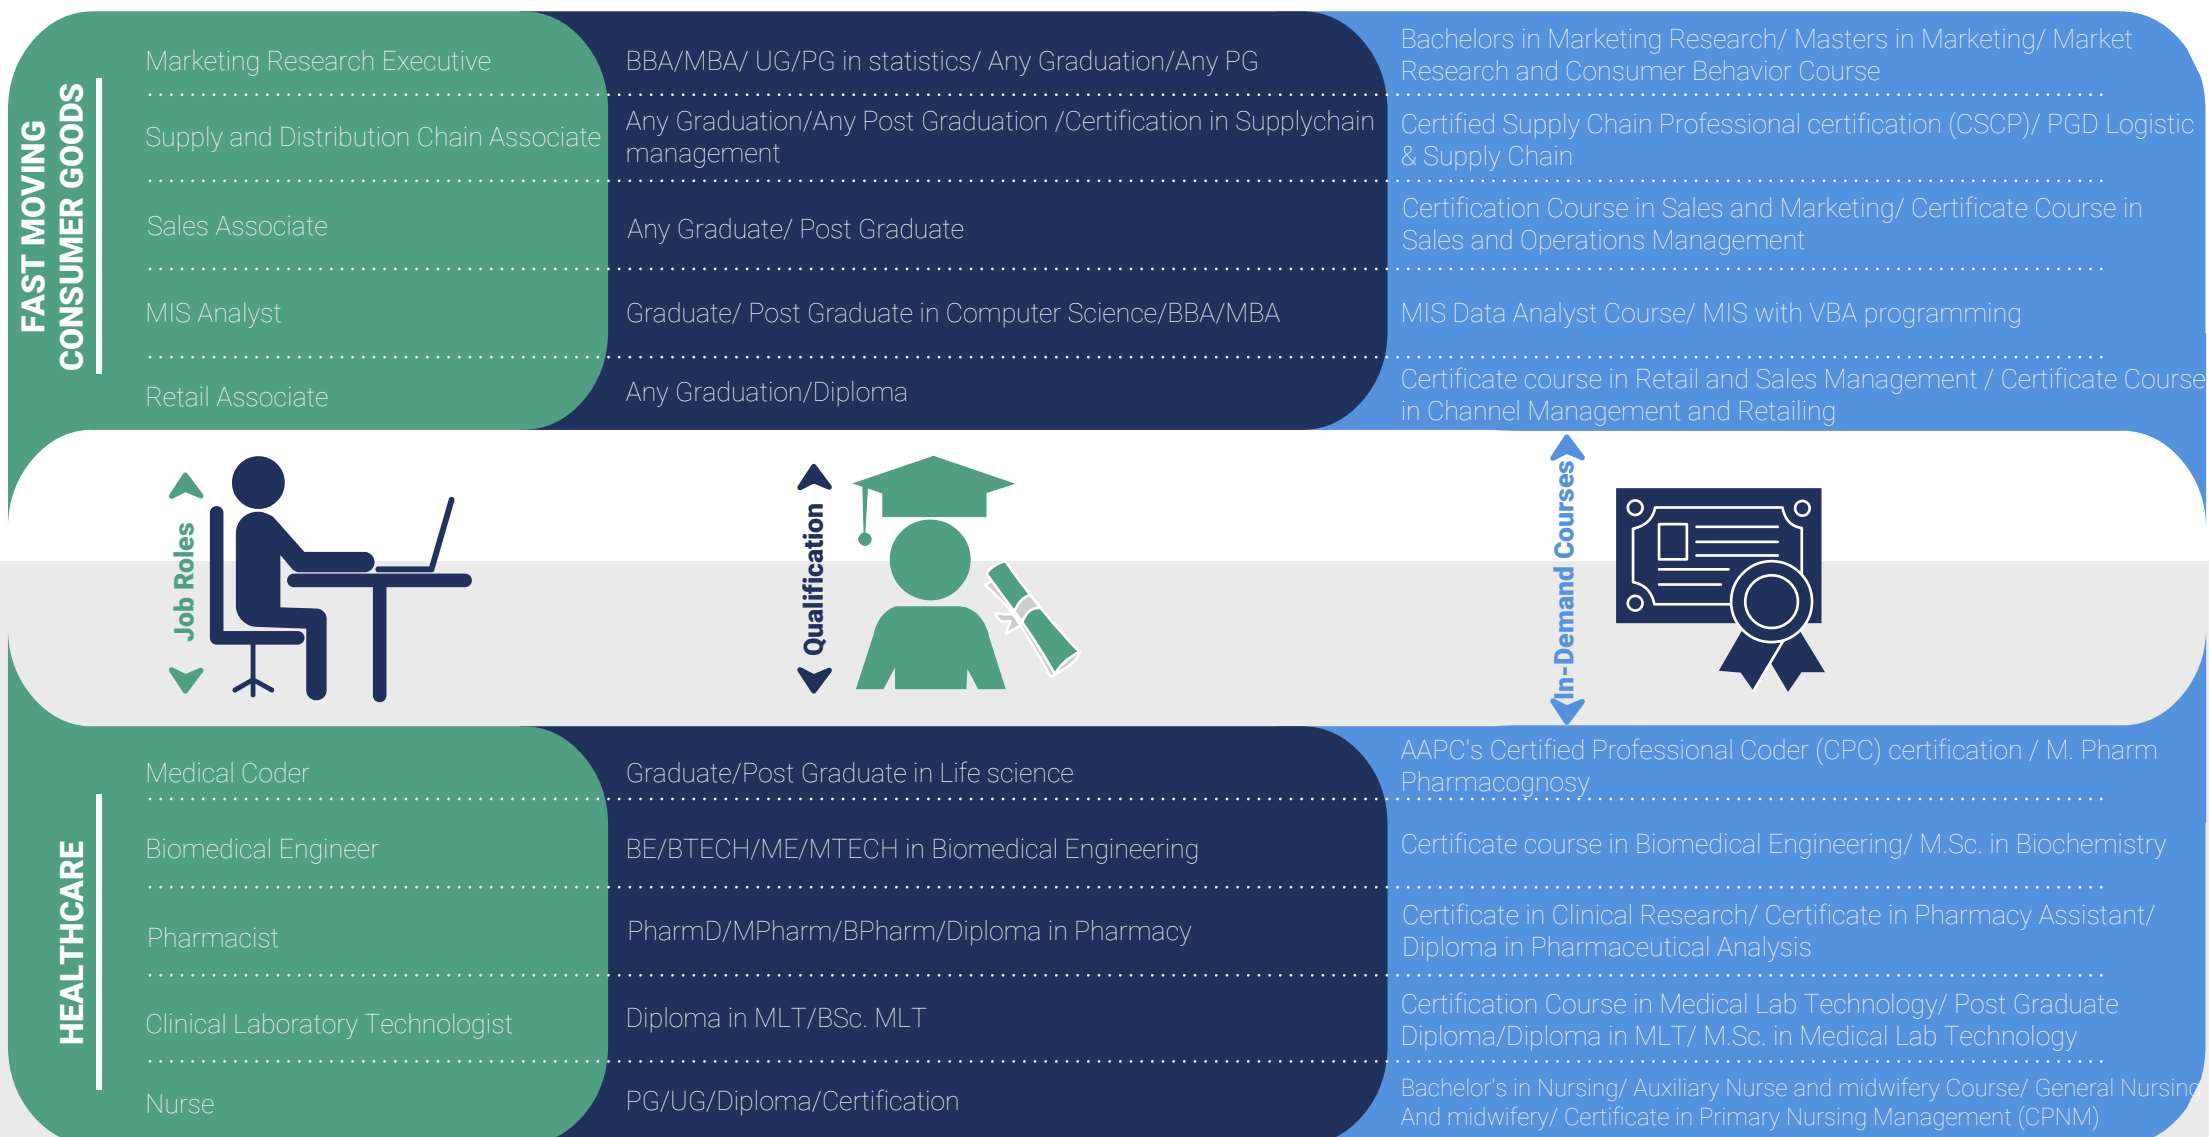 FAST MOVING
CONSUMER GOODS
Marketing Research Executive
BBA/MBA/ UG/PG in statistics/ Any Graduation/Any PG
Bachelors in Marketing Research/ Masters in Marketing/ Market
Research and Consumer Behavior Course
Supply and Distribution Chain Associate
Any Graduation/Any Post Graduation /Certification in Supplychain
management
Certified Supply Chain Professional certification (CSCP)/ PGD Logistic
& Supply Chain
Sales Associate
Any Graduate/ Post Graduate
Certification Course in Sales and Marketing/ Certificate Course in
Sales and Operations Management
MIS Analyst
Graduate/ Post Graduate in Computer Science/BBA/MBA
MIS Data Analyst Course/ MIS with VBA programming
Retail Associate
Any Graduation/Diploma
Certificate course in Retail and Sales Management / Certificate Course
in Channel Management and Retailing
Job Roles
Qualification
In-Demand Courses
HEALTHCARE
Medical Coder
Graduate/Post Graduate in Life science
AAPC's Certified Professional Coder (CPC) certification / M. Pharm
Pharmacognosy
Biomedical Engineer
BE/BTECH/ME/MTECH in Biomedical Engineering
Certificate course in Biomedical Engineering/ M.Sc. in Biochemistry
Pharmacist
PharmD/MPharm/BPharm/Diploma in Pharmacy
Certificate in Clinical Research/ Certificate in Pharmacy Assistant/
Diploma in Pharmaceutical Analysis
Clinical Laboratory Technologist
Diploma in MLT/BSc. MLT
Certification Course in Medical Lab Technology/ Post Graduate
Diploma/Diploma in MLT/ M.Sc. in Medical Lab Technology
Nurse
PG/UG/Diploma/Certification
Bachelor's in Nursing/ Auxiliary Nurse and midwifery Course/ General Nursing
And midwifery/ Certificate in Primary Nursing Management (CPNM)